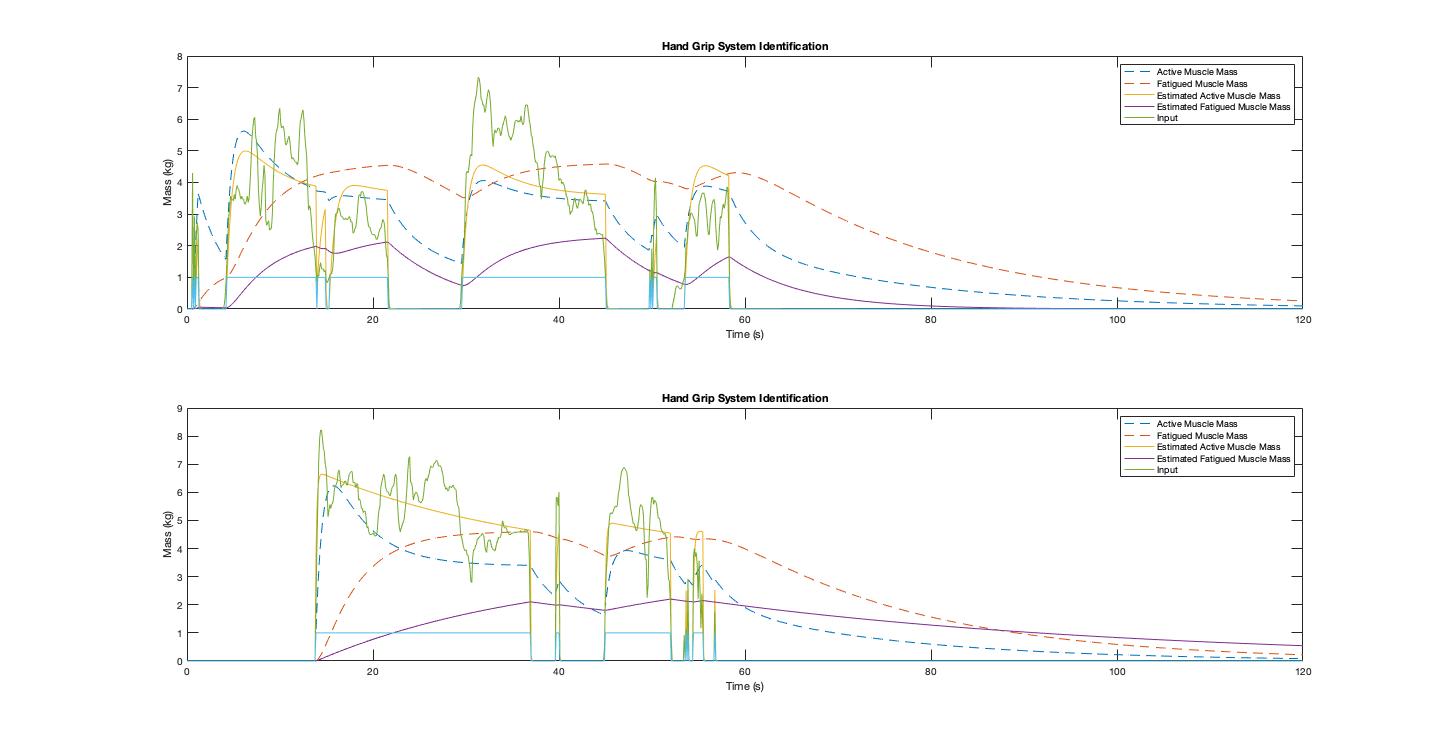 Hand Grip System Identification
8
7
6
5
4
3
2
1
0
Mass (kg)
Active Muscle Mass
Fatigued Muscle Mass
Estimated Active Muscle Mass
Estimated Fatigued Muscle Mass
Input
0 20 40 60 80 100 120
Time (s)
Hand Grip System Identification
9
8
7
6
5
4
3
2
1
0
Mass (kg)
Active Muscle Mass
Fatigued Muscle Mass
Estimated Active Muscle Mass
Estimated Fatigued Muscle Mass
Input
0 20 40 60 80 100 120
Time (s)